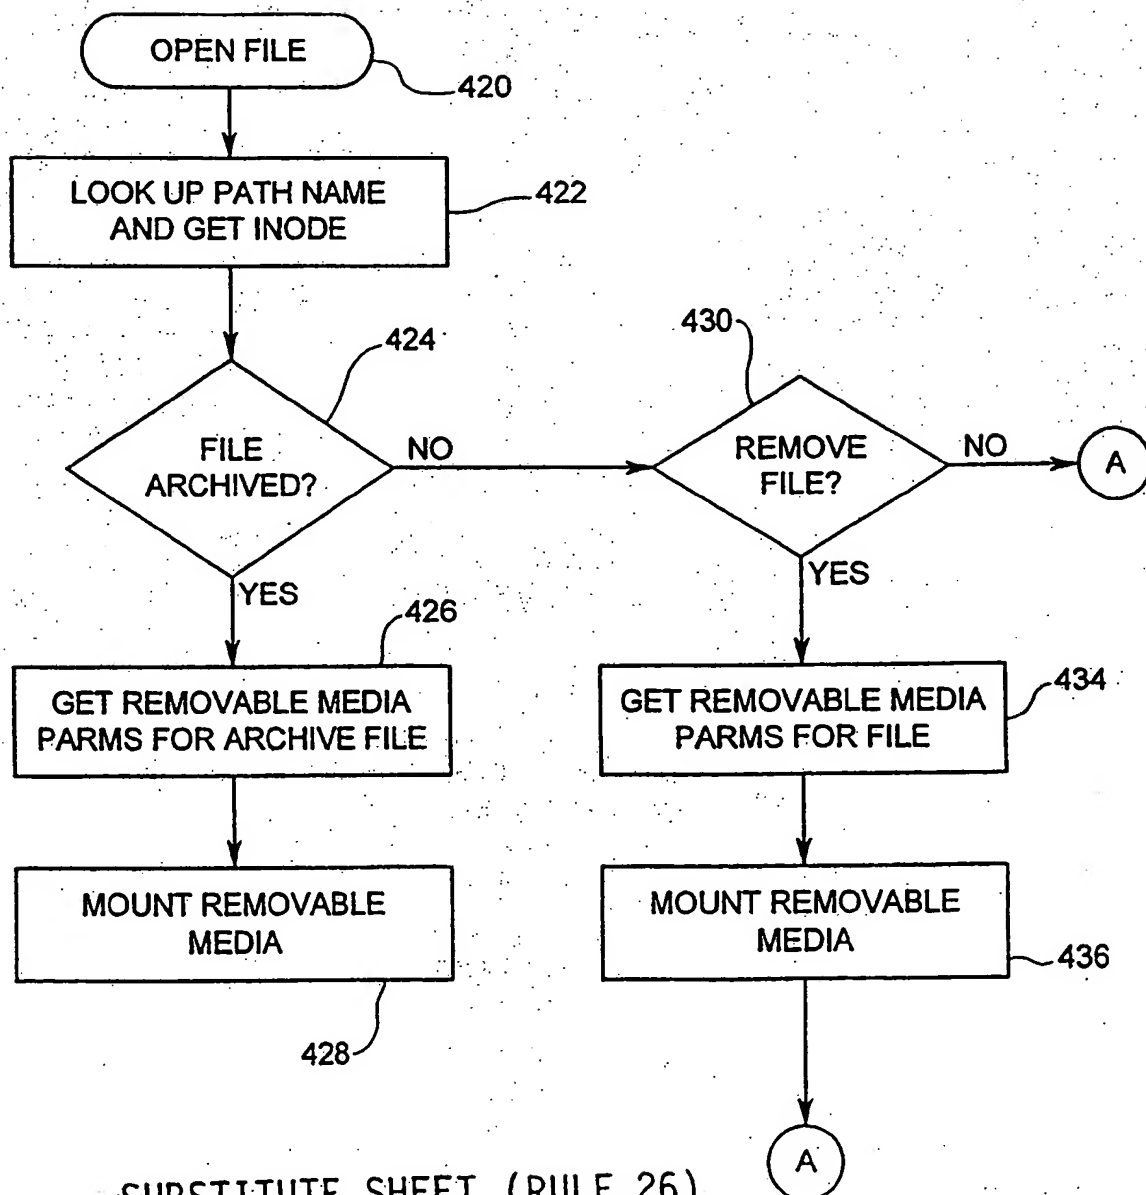 OPEN FILE
420
LOOK UP PATH NAME
AND GET INODE
422
424
FILE
ARCHIVED?
NO
430
REMOVE
FILE?
NO
A
YES
YES
426
GET REMOVABLE MEDIA
PARMS FOR ARCHIVE FILE
GET REMOVABLE MEDIA
PARMS FOR FILE
434
MOUNT REMOVABLE
MEDIA
428
MOUNT REMOVABLE
MEDIA
436
A
SUBSTITUTE SHEET (RULE 26)